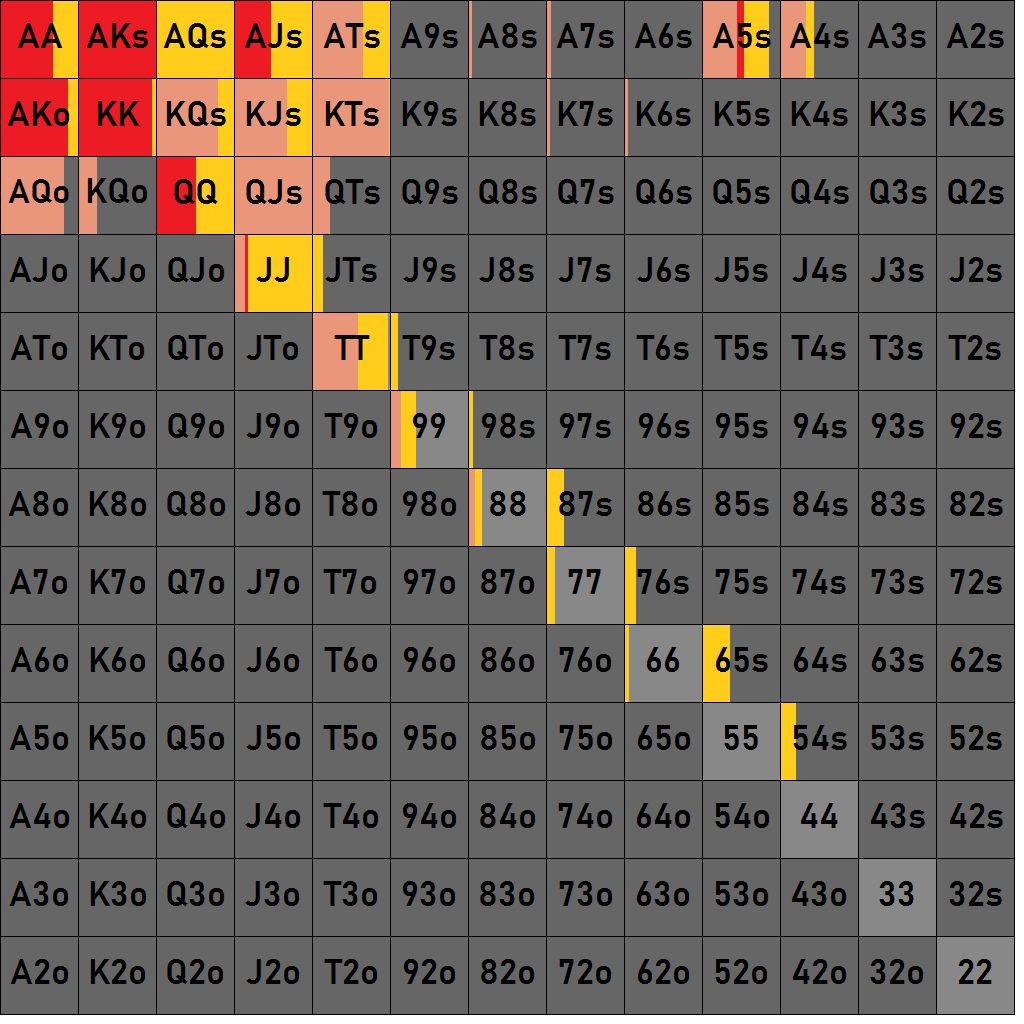 AA AKs AQs AJs ATs A9s A8s A7s A6s A5s A4s A3s A2s
AKo KK KQs KJs KTs K9s K8s K7s K6s K5s K4s K3s K2s
AQo KQo QQ QJs QTs Q9s Q8s Q7s Q6s Q5s Q4s Q3s Q2s
AJo KJo QJo JJ JTs J9s J8s J7s J6s J5s J4s J3s J2s
ATo KTo QTo JTo TT T9s T8s T7s T6s T5s T4s T3s T2s
A9o K9o Q9o J9o T9o 99 98s 97s 96s 95s 94s 93s 92s
A8o K8o Q8o J8o T8o 98o 88 87s 86s 85s 84s 83s 82s
A7o K7o Q7o J7o T7o 97o 87o 77 76s 75s 74s 73s 72s
A6o K6o Q6o J6o T6o 96o 86o 76o 66 65s 64s 63s 62s
A5o K5o Q5o J5o T5o 95o 85o 75o 65o 55 54s 53s 52s
A4o K4o Q4o J4o T4o 94o 84o 74o 64o 54o 44 43s 42s
A3o K3o Q3o J3o T3o 93o 83o 73o 63o 53o 43o 33 32s
A2o K2o Q2o J2o T2o 92o 82o 72o 62o 52o 42o 32o 22